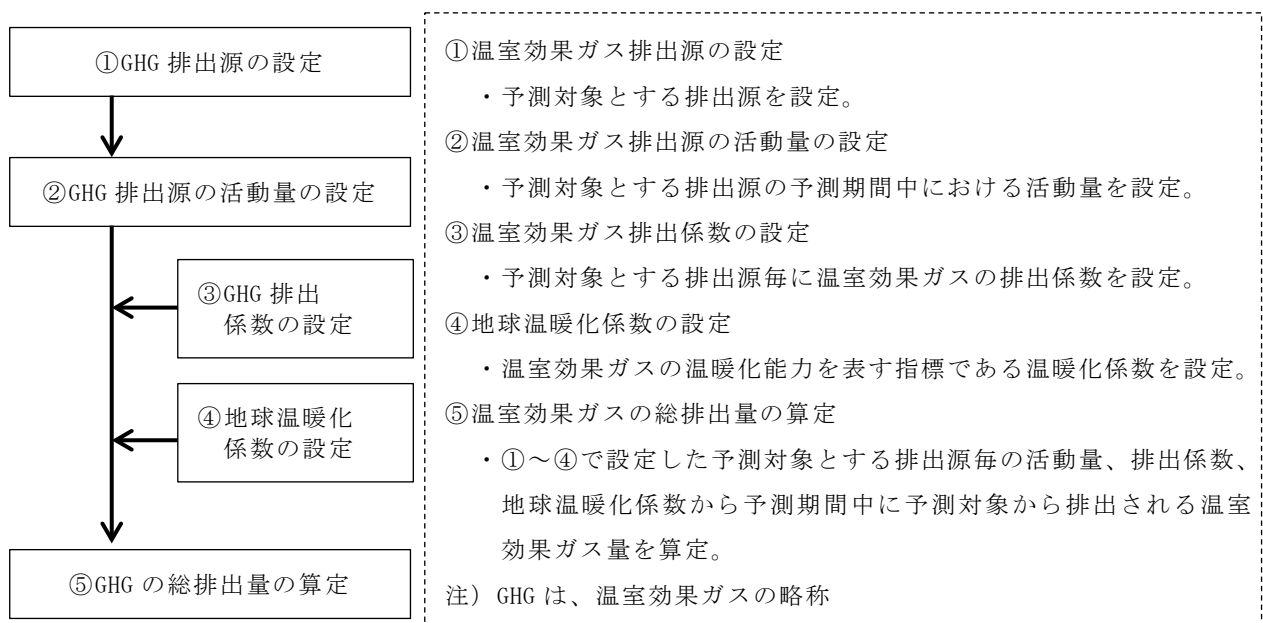 ①GHG 排出源の設定
②GHG 排出源の活動量の設定
③GHG 排出
係数の設定
④地球温暖化
係数の設定
⑤GHG の総排出量の算定
①温室効果ガス排出源の設定
・予測対象とする排出源を設定。
②温室効果ガス排出源の活動量の設定
・予測対象とする排出源の予測期間中における活動量を設定。
③温室効果ガス排出係数の設定
・予測対象とする排出源毎に温室効果ガスの排出係数を設定。
④地球温暖化係数の設定
・温室効果ガスの温暖化能力を表す指標である温暖化係数を設定。
⑤温室効果ガスの総排出量の算定
・①～④で設定した予測対象とする排出源毎の活動量、排出係数、
地球温暖化係数から予測期間中に予測対象から排出される温室
効果ガス量を算定。
注) GHG は、温室効果ガスの略称